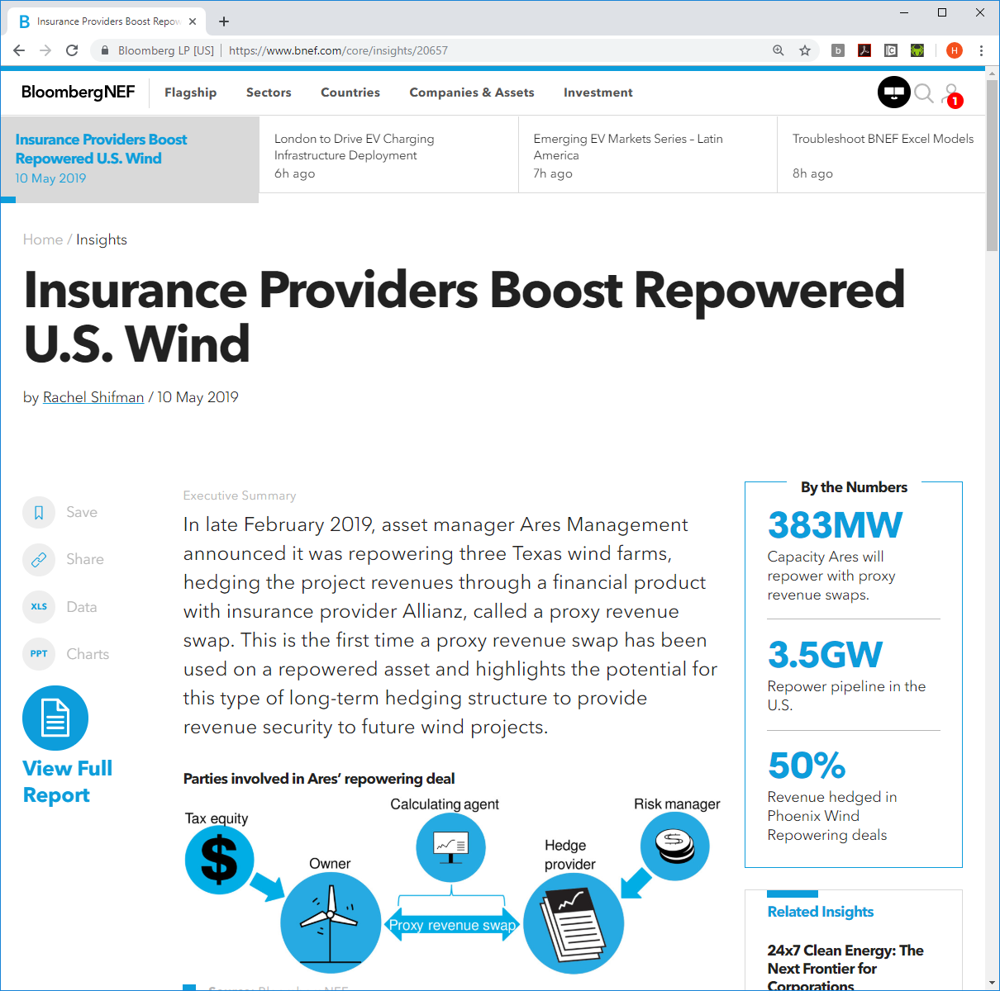 B Insurance Providers Boost Repow
Bloomberg LP [US] | https://www.bnef.com/core/insights/20657
b
H
BloombergNEF
Flagship
Sectors
Countries
Companies & Assets
Investment
1
Insurance Providers Boost
Repowered U.S. Wind
10 May 2019
London to Drive EV Charging
Infrastructure Deployment
6h ago
Emerging EV Markets Series – Latin
America
7h ago
Troubleshoot BNEF Excel Models
8h ago
Home / Insights
Insurance Providers Boost Repowered
U.S. Wind
by Rachel Shifman / 10 May 2019
Save
Share
XLS Data
PPT Charts
View Full
Report
Executive Summary
In late February 2019, asset manager Ares Management
announced it was repowering three Texas wind farms,
hedging the project revenues through a financial product
with insurance provider Allianz, called a proxy revenue
swap. This is the first time a proxy revenue swap has been
used on a repowered asset and highlights the potential for
this type of long-term hedging structure to provide
revenue security to future wind projects.
Parties involved in Ares’ repowering deal
Tax equity
$
Owner
Calculating agent
Proxy revenue swap
Hedge
provider
Risk manager
Source: BloombergNEF
By the Numbers
383MW
Capacity Ares will
repower with proxy
revenue swaps.
3.5GW
Repower pipeline in the
U.S.
50%
Revenue hedged in
Phoenix Wind
Repowering deals
Related Insights
24x7 Clean Energy: The
Next Frontier for
Corporations